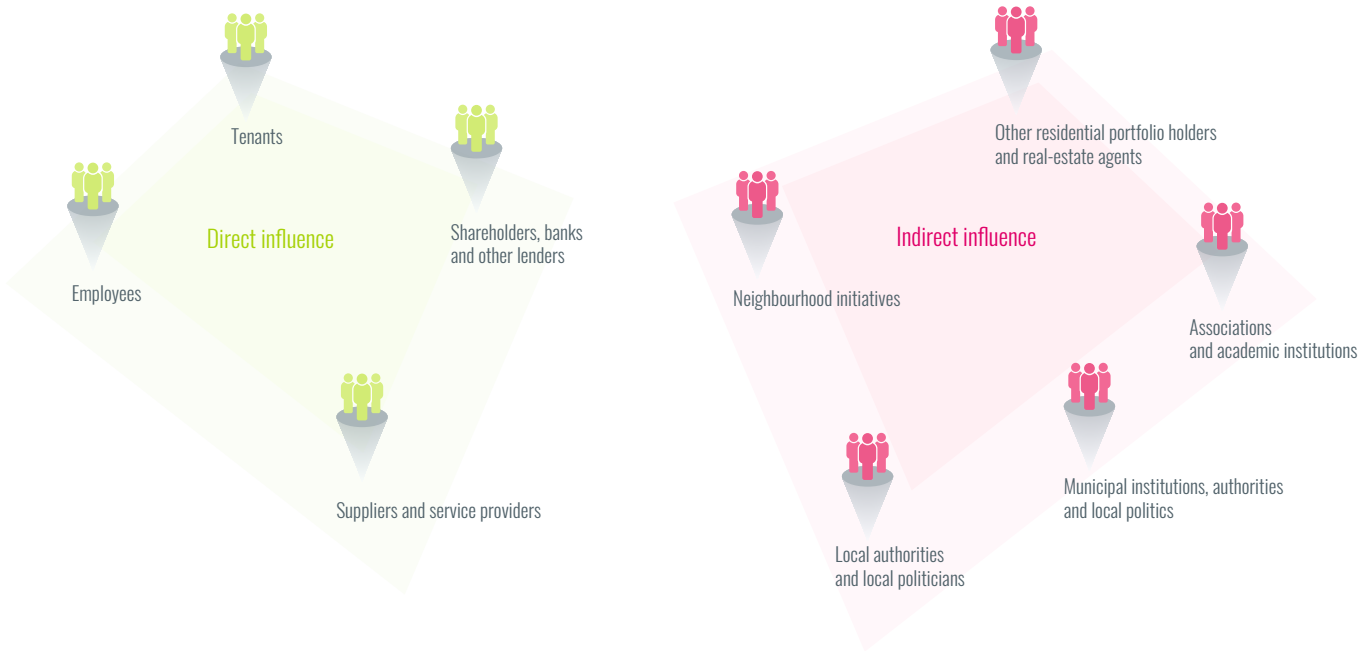 Tenants
Shareholders, banks
and other lenders
Direct influence
Employees
Suppliers and service providers
Other residential portfolio holders
and real-estate agents
Indirect influence
Neighbourhood initiatives
Associations
and academic institutions
Municipal institutions, authorities
and local politics
Local authorities
and local politicians